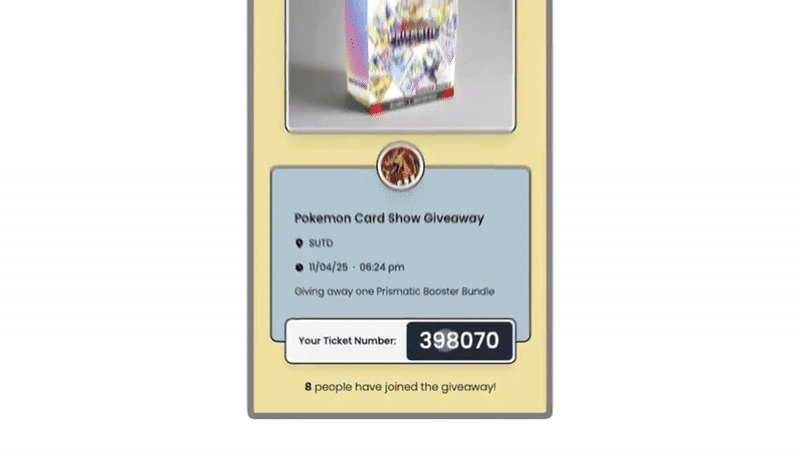 Pokemon Card Show Giveaway
SUTD
11/04/25 · 06:24 pm
Giving away one Prismatic Booster Bundle
Your Ticket Number: 398070
8 people have joined the giveaway!